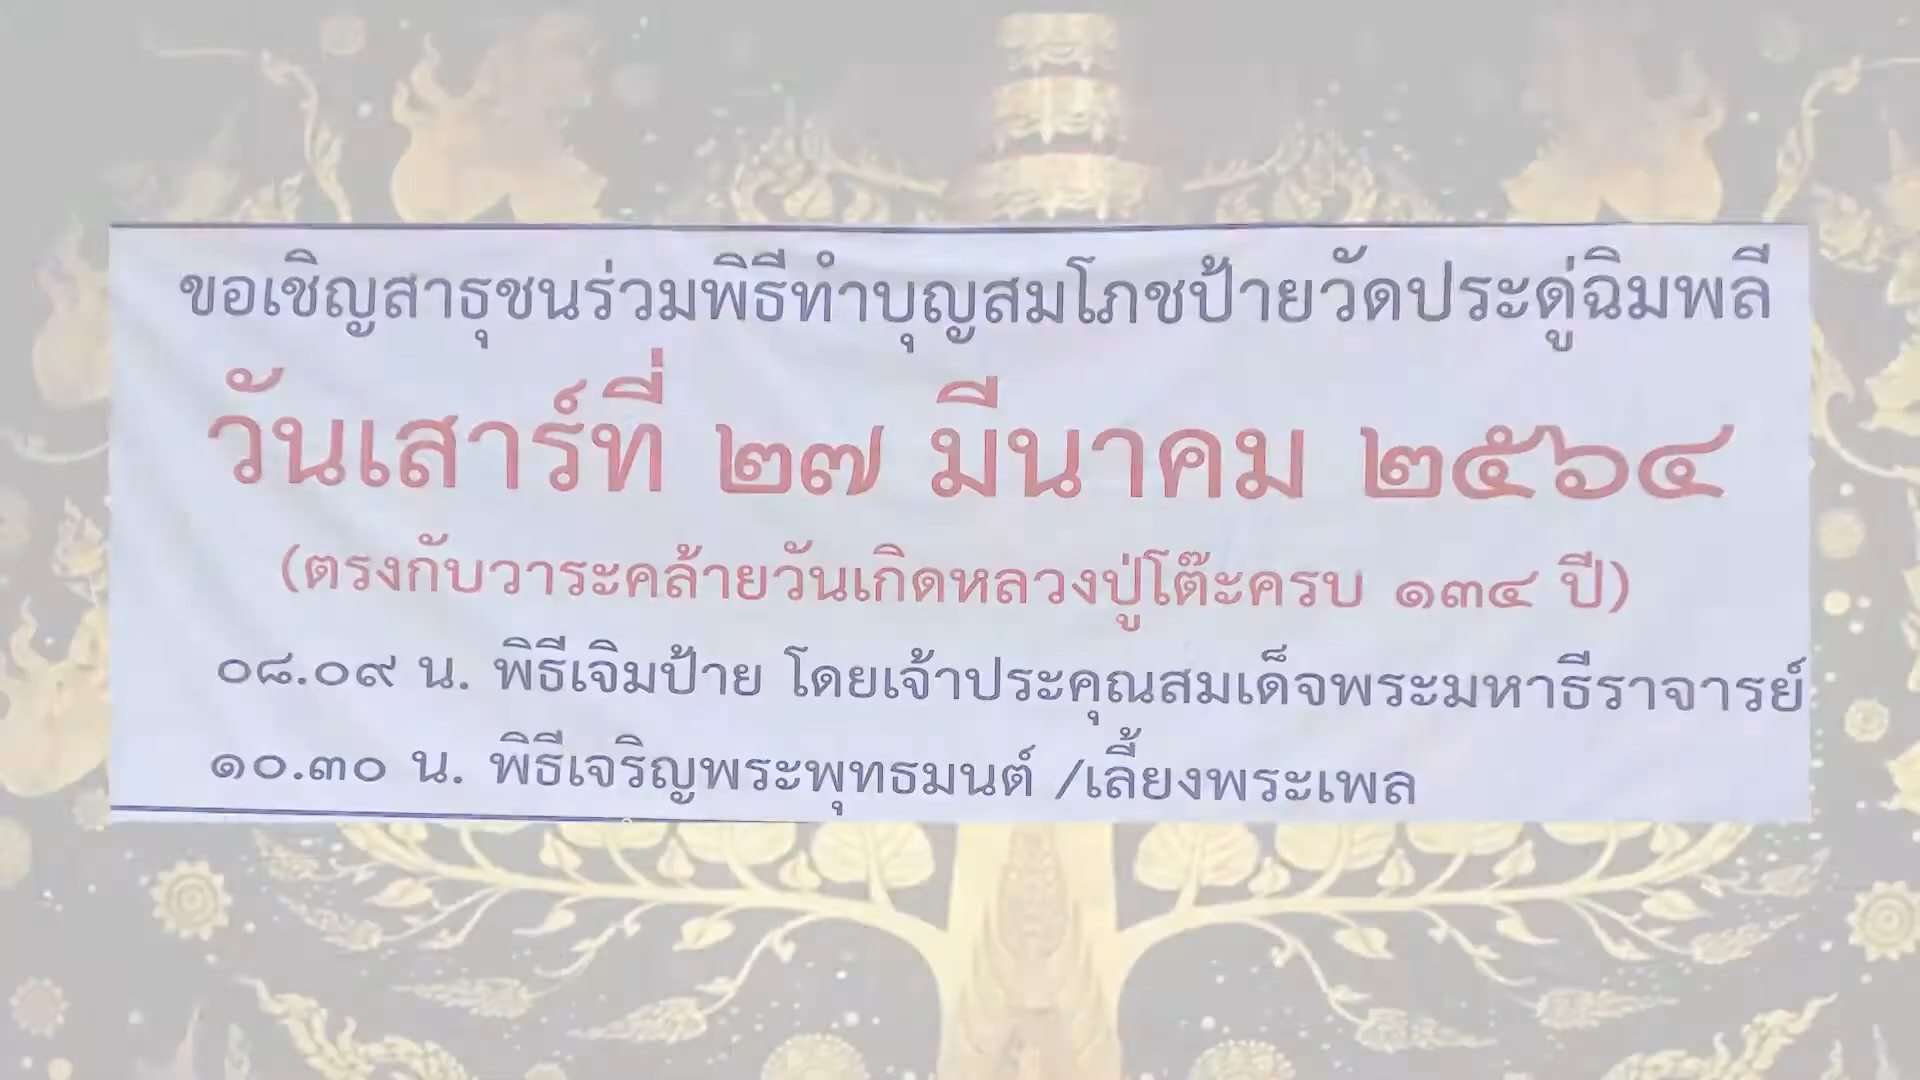 ขอเชิญสาธุชนร่วมพิธีทำบุญสมโภชป้ายวัดประดู่ฉิมพลี
วันเสาร์ที่ ๒๗ มีนาคม ๒๕๖๔
(ตรงกับวาระคล้ายวันเกิดหลวงปู่โต๊ะครบ ๑๓๔ ปี)
๐๘.๐๙ น. พิธีเจิมป้าย โดยเจ้าประคุณสมเด็จพระมหาธีราจารย์
๑๐.๓๐ น. พิธีเจริญพระพุทธมนต์ /เลี้ยงพระเพล